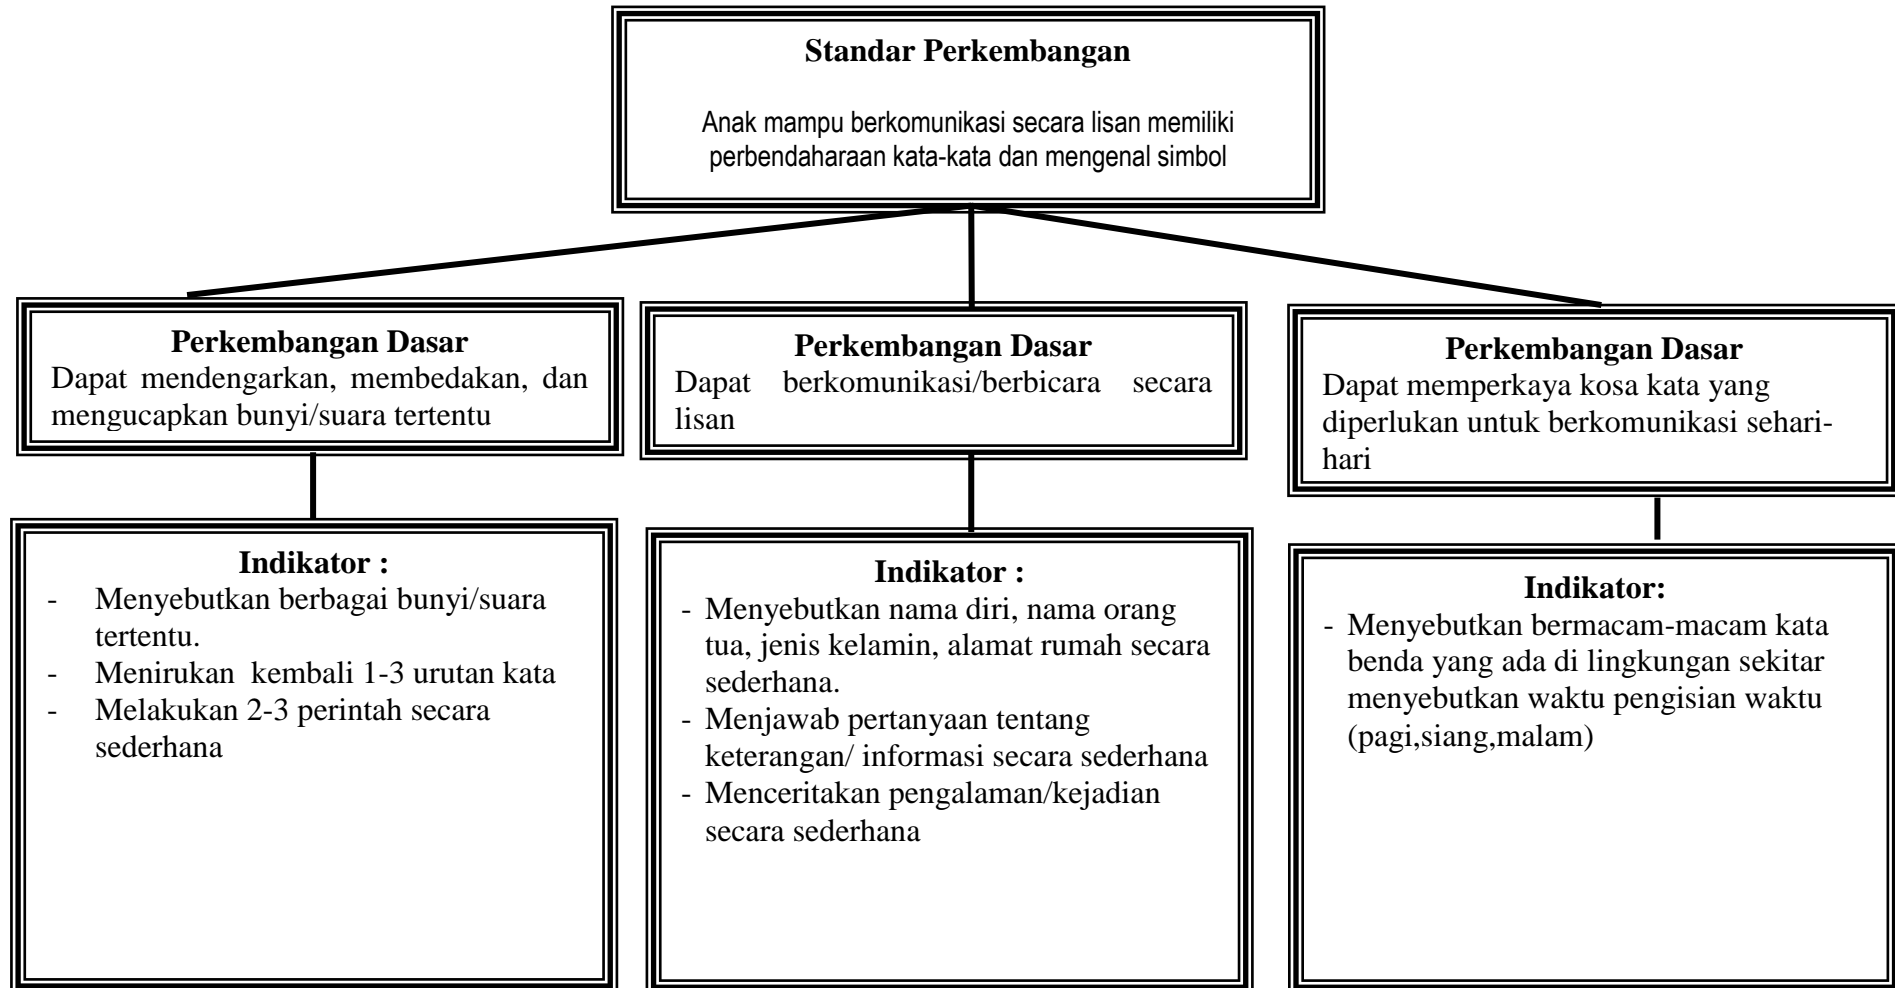 Standar Perkembangan
Anak mampu berkomunikasi secara lisan memiliki
perbendaharaan kata-kata dan mengenal simbol
Perkembangan Dasar
Dapat mendengarkan, membedakan, dan
mengucapkan bunyi/suara tertentu
Perkembangan Dasar
Dapat berkomunikasi/berbicara secara
lisan
Perkembangan Dasar
Dapat memperkaya kosa kata yang
diperlukan untuk berkomunikasi sehari-
hari
Indikator :
- Menyebutkan berbagai bunyi/suara
tertentu.
- Menirukan kembali 1-3 urutan kata
- Melakukan 2-3 perintah secara
sederhana
Indikator :
- Menyebutkan nama diri, nama orang
tua, jenis kelamin, alamat rumah secara
sederhana.
- Menjawab pertanyaan tentang
keterangan/ informasi secara sederhana
- Menceritakan pengalaman/kejadian
secara sederhana
Indikator:
- Menyebutkan bermacam-macam kata
benda yang ada di lingkungan sekitar
menyebutkan waktu pengisian waktu
(pagi,siang,malam)